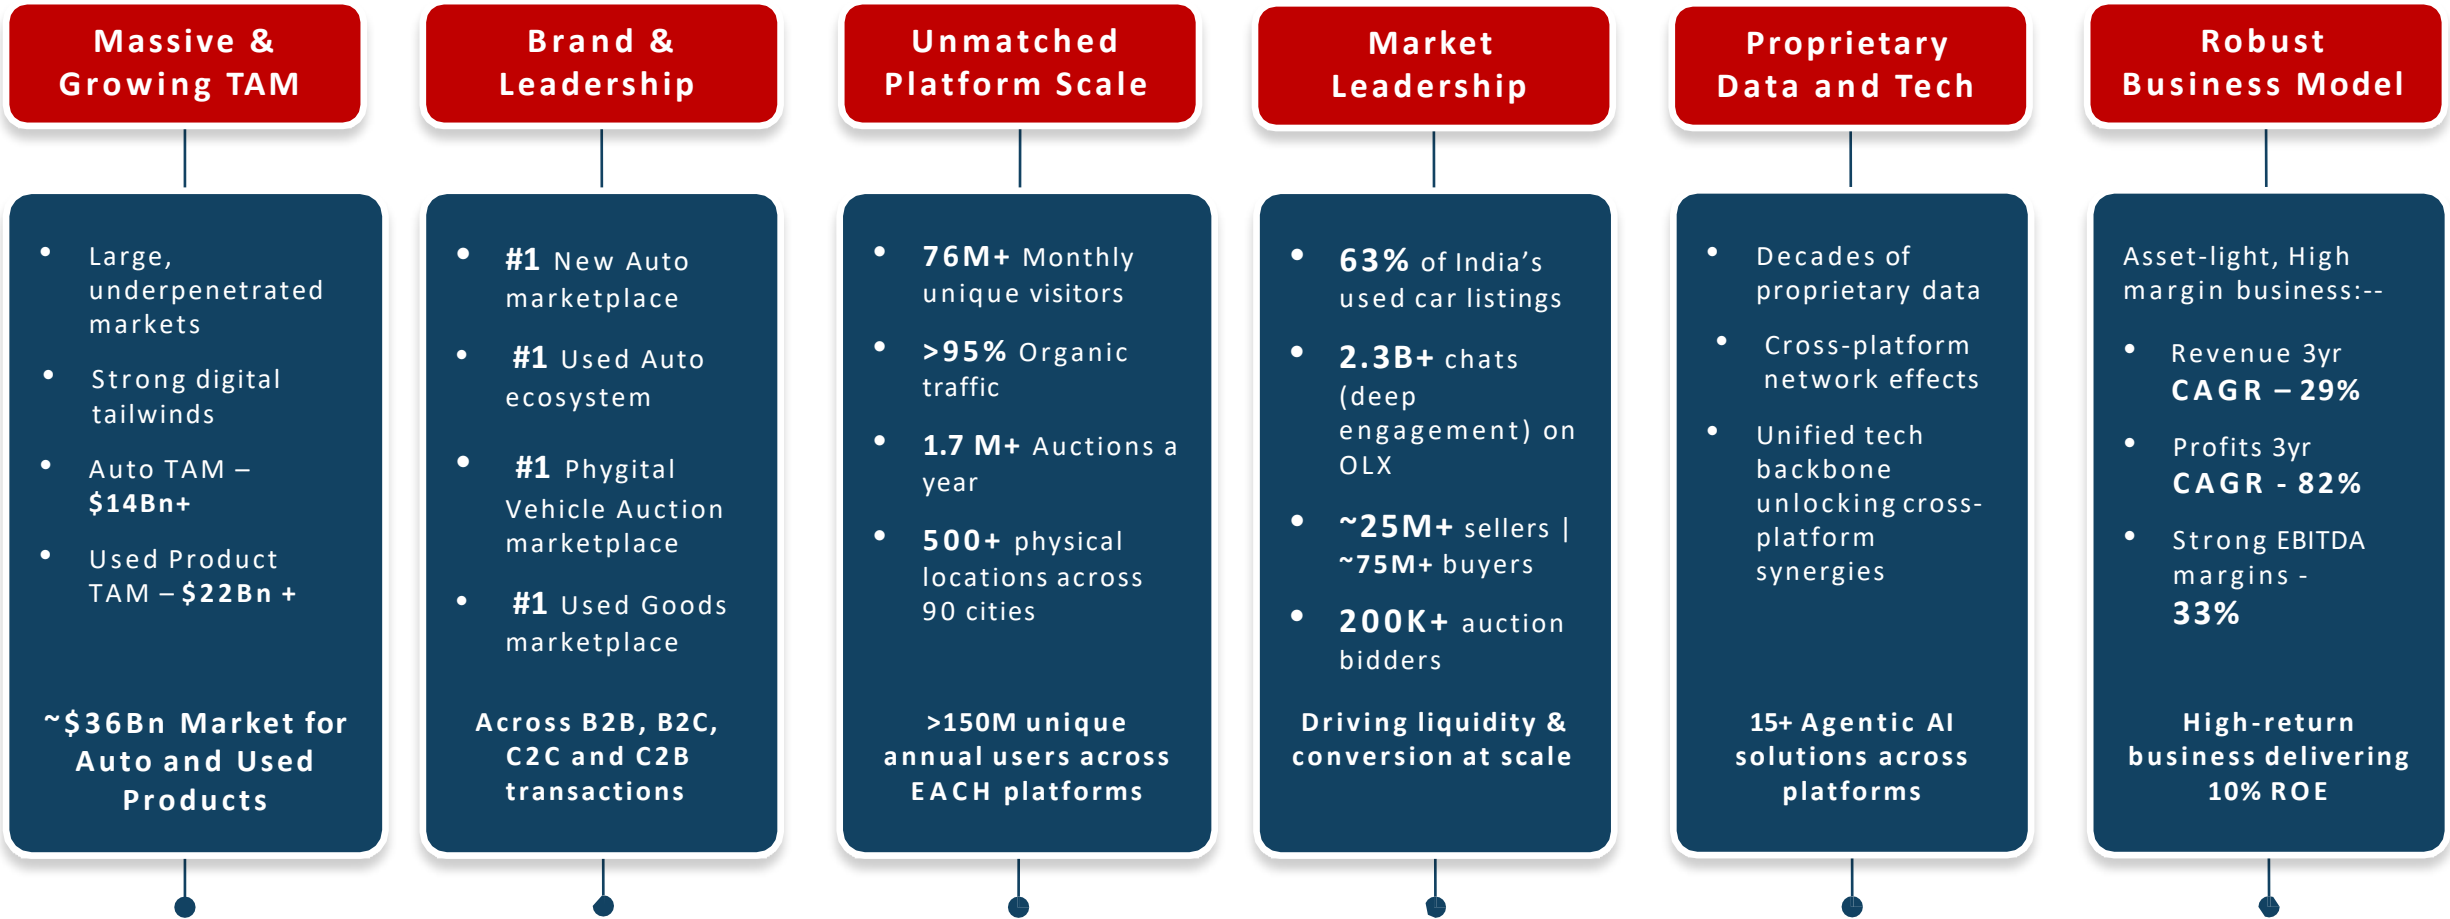 Massive &
Growing TAM
• Large,
underpenetrated
markets
• Strong digital
tailwinds
• Auto TAM –
$14Bn+
• Used Product
TAM – $22Bn +
~$36Bn Market for
Auto and Used
Products
Brand &
Leadership
• #1 New Auto
marketplace
• #1 Used Auto
ecosystem
• #1 Phygital
Vehicle Auction
marketplace
• #1 Used Goods
marketplace
Across B2B, B2C,
C2C and C2B
transactions
Unmatched
Platform Scale
• 76M+ Monthly
unique visitors
• >95% Organic
traffic
• 1.7 M+ Auctions a
year
• 500+ physical
locations across
90 cities
>150M unique
annual users across
EACH platforms
Market
Leadership
• 63% of India’s
used car listings
• 2.3B+ chats
(deep
engagement) on
OLX
• ~25M+ sellers |
~75M+ buyers
• 200K+ auction
bidders
Driving liquidity &
conversion at scale
Proprietary
Data and Tech
• Decades of
proprietary data
• Cross-platform
network effects
• Unified tech
backbone
unlocking cross-
platform
synergies
15+ Agentic AI
solutions across
platforms
Robust
Business Model
Asset-light, High
margin business:--
• Revenue 3yr
CAGR – 29%
• Profits 3yr
CAGR - 82%
• Strong EBITDA
margins -
33%
High-return
business delivering
10% ROE